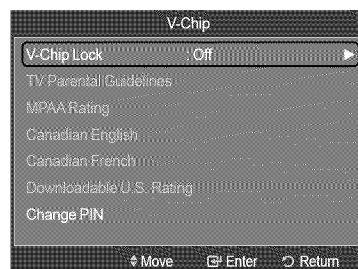 V-Chip
V-Chip Lock : Off
TV Parental Guidelines
MPAA Rating
Canadian English
Canadian French
Downloadable U.S. Rating
Change PIN
Move Enter Return